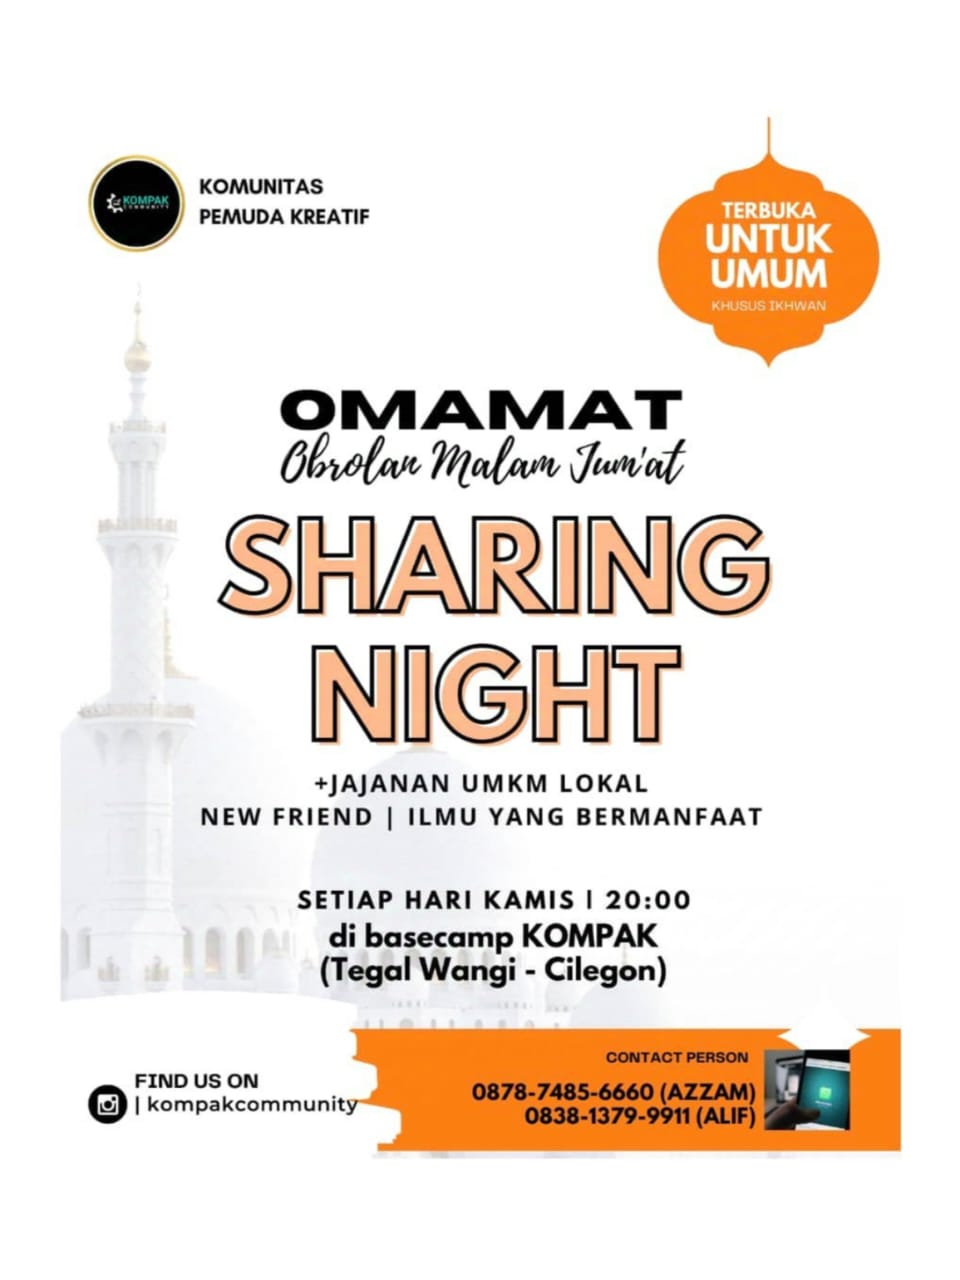 KOMPAK
COMMUNITY
KOMUNITAS
PEMUDA KREATIF
TERBUKA
UNTUK
UMUM
KHUSUS IKHWAN
OMAMAT
Obrolan Malam Jum'at
SHARING
NIGHT
+JAJANAN UMKM LOKAL
NEW FRIEND | ILMU YANG BERMANFAAT
SETIAP HARI KAMIS | 20:00
di basecamp KOMPAK
(Tegal Wangi - Cilegon)
CONTACT PERSON
0878-7485-6660 (AZZAM)
0838-1379-9911 (ALIF)
FIND US ON
| kompakcommunity